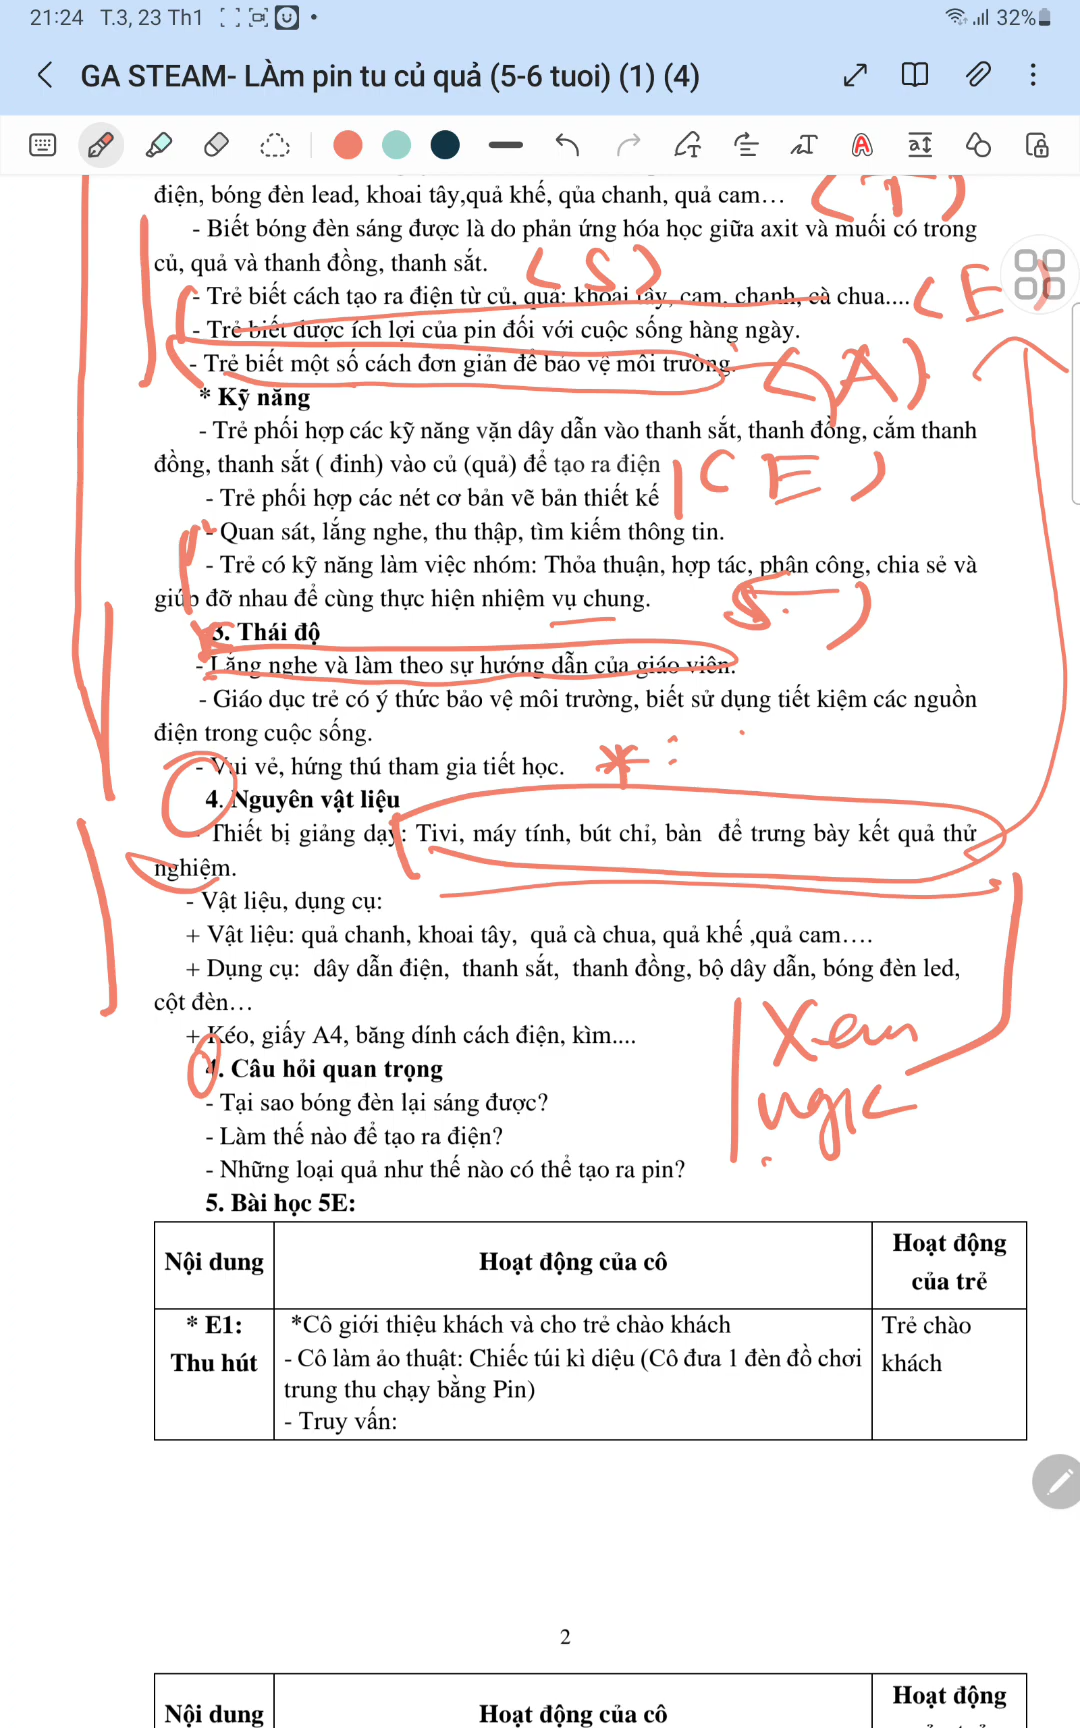 21:24 T.3, 23 Th1
32%
GA STEAM- LÀm pin tu củ quả (5-6 tuoi) (1) (4)
điện, bóng đèn lead, khoai tây,quả khế, qủa chanh, quả cam…
(T)
- Biết bóng đèn sáng được là do phản ứng hóa học giữa axit và muối có trong
củ, quả và thanh đồng, thanh sắt.
(S)
- Trẻ biết cách tạo ra điện từ củ, quả: khoai tây, cam, chanh, cà chua....
(E)
- Trẻ biết được ích lợi của pin đối với cuộc sống hàng ngày.
- Trẻ biết một số cách đơn giản để bảo vệ môi trường.
(A)
* Kỹ năng
- Trẻ phối hợp các kỹ năng vặn dây dẫn vào thanh sắt, thanh đồng, cắm thanh
đồng, thanh sắt ( đinh) vào củ (quả) để tạo ra điện
(E)
- Trẻ phối hợp các nét cơ bản vẽ bản thiết kế
- Quan sát, lắng nghe, thu thập, tìm kiếm thông tin.
- Trẻ có kỹ năng làm việc nhóm: Thỏa thuận, hợp tác, phân công, chia sẻ và
giúp đỡ nhau để cùng thực hiện nhiệm vụ chung.
3. Thái độ
- Lắng nghe và làm theo sự hướng dẫn của giáo viên.
- Giáo dục trẻ có ý thức bảo vệ môi trường, biết sử dụng tiết kiệm các nguồn
điện trong cuộc sống.
- Vui vẻ, hứng thú tham gia tiết học.
4. Nguyên vật liệu
- Thiết bị giảng dạy: Tivi, máy tính, bút chỉ, bàn để trưng bày kết quả thử
nghiệm.
- Vật liệu, dụng cụ:
+ Vật liệu: quả chanh, khoai tây, quả cà chua, quả khế ,quả cam….
+ Dụng cụ: dây dẫn điện, thanh sắt, thanh đồng, bộ dây dẫn, bóng đèn led,
cột đèn…
+ Kéo, giấy A4, băng dính cách điện, kìm....
Xem
4. Câu hỏi quan trọng
- Tại sao bóng đèn lại sáng được?
- Làm thế nào để tạo ra điện?
- Những loại quả như thế nào có thể tạo ra pin?
5. Bài học 5E:
Nội dung
Hoạt động của cô
Hoạt động
của trẻ
* E1:
Thu hút
*Cô giới thiệu khách và cho trẻ chào khách
- Cô làm ảo thuật: Chiếc túi kì diệu (Cô đưa 1 đèn đồ chơi
trung thu chạy bằng Pin)
- Truy vấn:
Trẻ chào
khách
2
Nội dung
Hoạt động của cô
Hoạt động